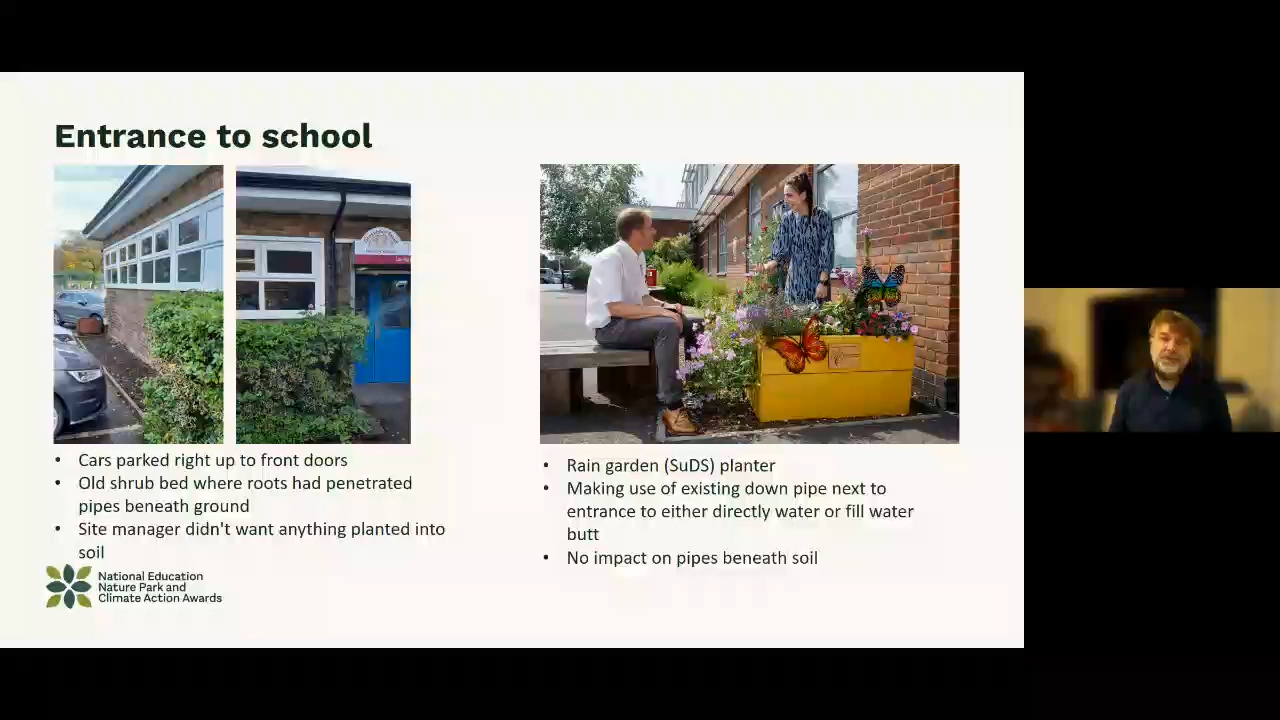 Entrance to school
• Cars parked right up to front doors
• Old shrub bed where roots had penetrated
pipes beneath ground
• Site manager didn't want anything planted into
soil
• Rain garden (SuDS) planter
• Making use of existing down pipe next to
entrance to either directly water or fill water
butt
• No impact on pipes beneath soil
National Education
Nature Park and
Climate Action Awards